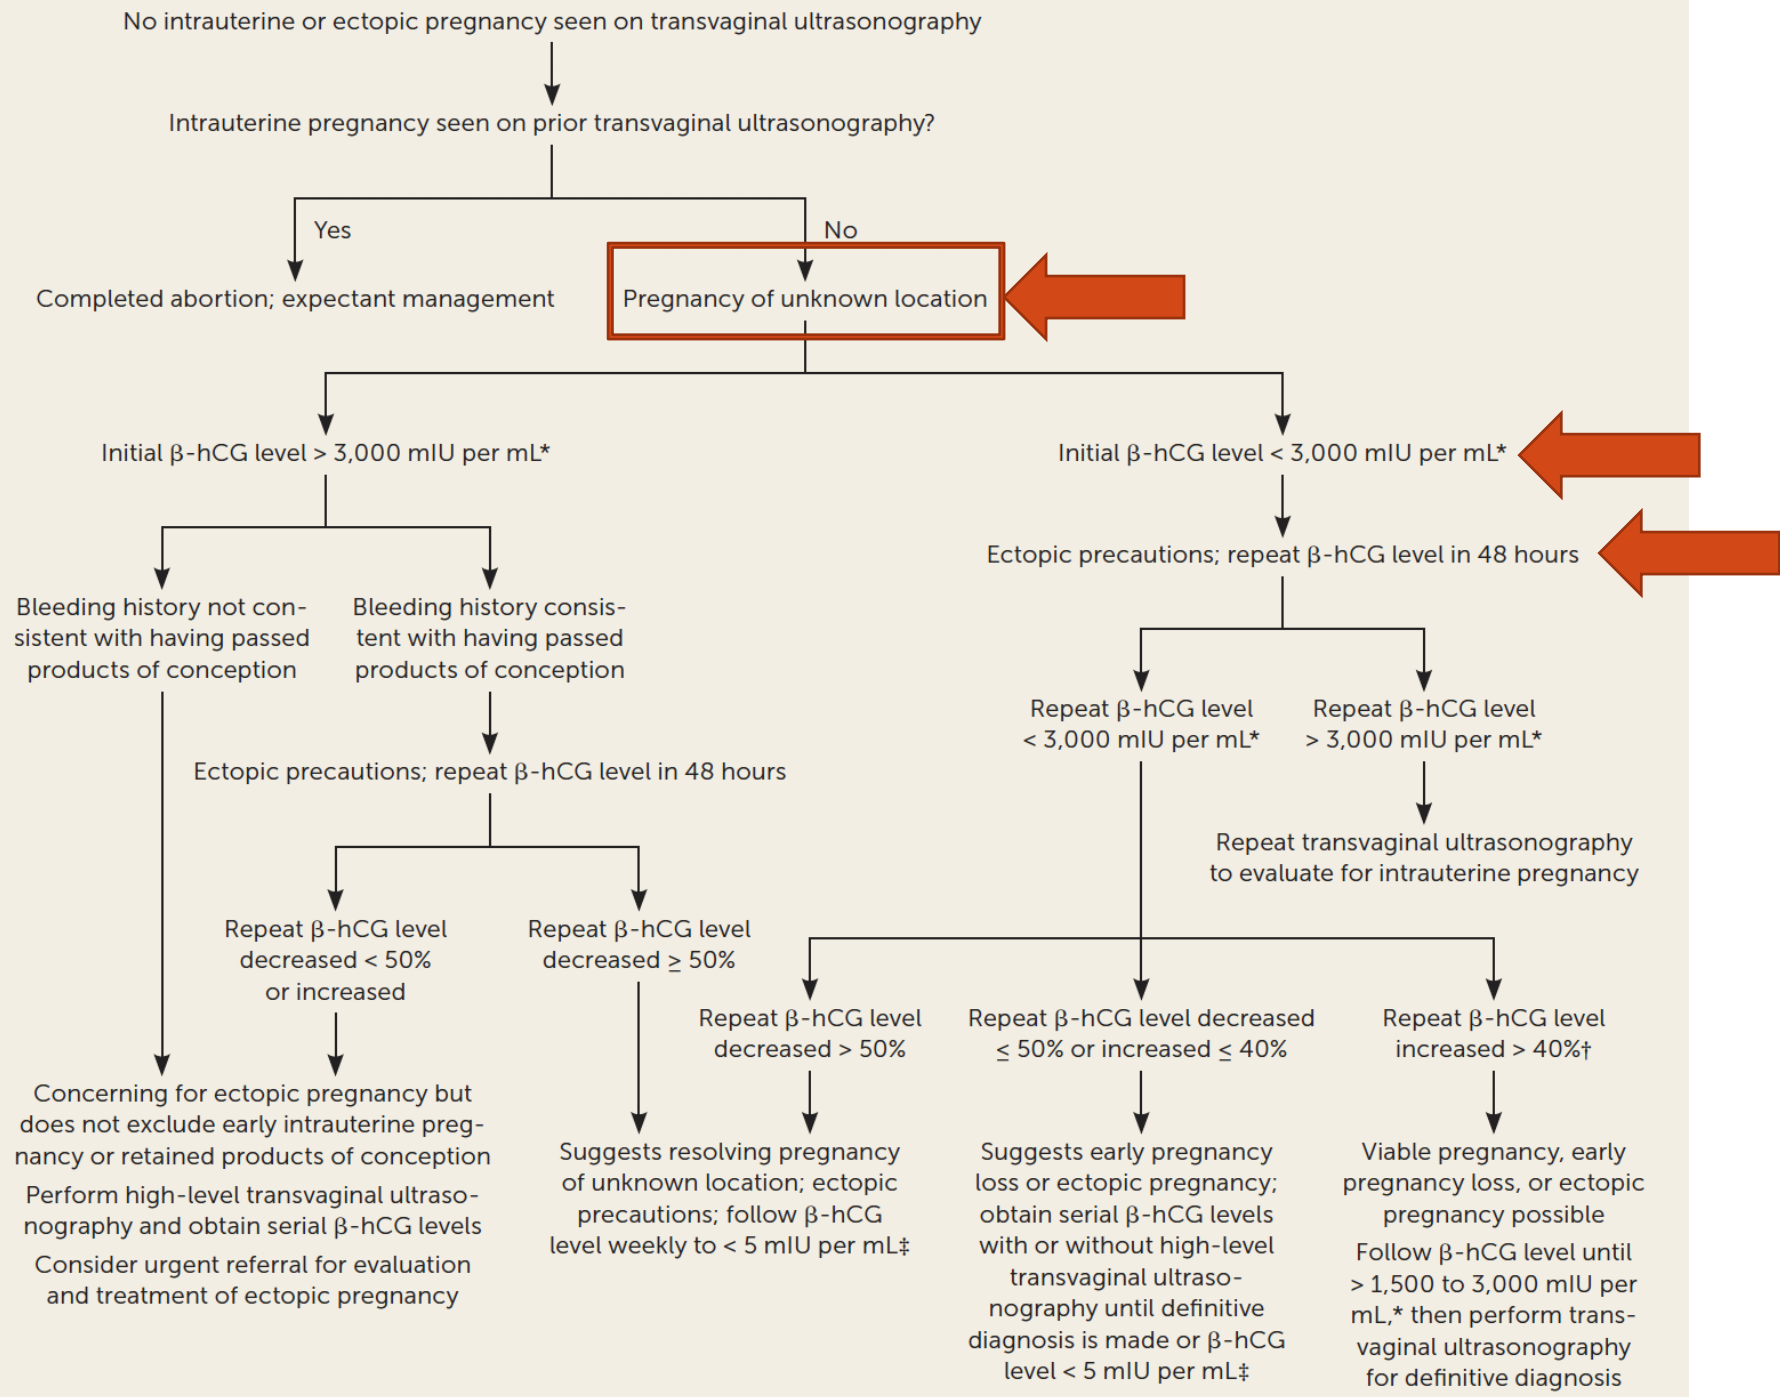 No intrauterine or ectopic pregnancy seen on transvaginal ultrasonography
Intrauterine pregnancy seen on prior transvaginal ultrasonography?
Yes
No
Completed abortion; expectant management
Pregnancy of unknown location
Initial β-hCG level > 3,000 mIU per mL*
Initial β-hCG level < 3,000 mIU per mL*
Ectopic precautions; repeat β-hCG level in 48 hours
Bleeding history not con-
sistent with having passed
products of conception
Bleeding history consis-
tent with having passed
products of conception
Repeat β-hCG level
< 3,000 mIU per mL*
Repeat β-hCG level
> 3,000 mIU per mL*
Ectopic precautions; repeat β-hCG level in 48 hours
Repeat transvaginal ultrasonography
to evaluate for intrauterine pregnancy
Repeat β-hCG level
decreased < 50%
or increased
Repeat β-hCG level
decreased ≥ 50%
Repeat β-hCG level
decreased > 50%
Repeat β-hCG level decreased
≤ 50% or increased ≤ 40%
Repeat β-hCG level
increased > 40%†
Concerning for ectopic pregnancy but
does not exclude early intrauterine preg-
nancy or retained products of conception
Perform high-level transvaginal ultraso-
nography and obtain serial β-hCG levels
Consider urgent referral for evaluation
and treatment of ectopic pregnancy
Suggests resolving pregnancy
of unknown location; ectopic
precautions; follow β-hCG
level weekly to < 5 mIU per mL‡
Suggests early pregnancy
loss or ectopic pregnancy;
obtain serial β-hCG levels
with or without high-level
transvaginal ultraso-
nography until definitive
diagnosis is made or β-hCG
level < 5 mIU per mL‡
Viable pregnancy, early
pregnancy loss, or ectopic
pregnancy possible
Follow β-hCG level until
> 1,500 to 3,000 mIU per
mL,* then perform trans-
vaginal ultrasonography
for definitive diagnosis